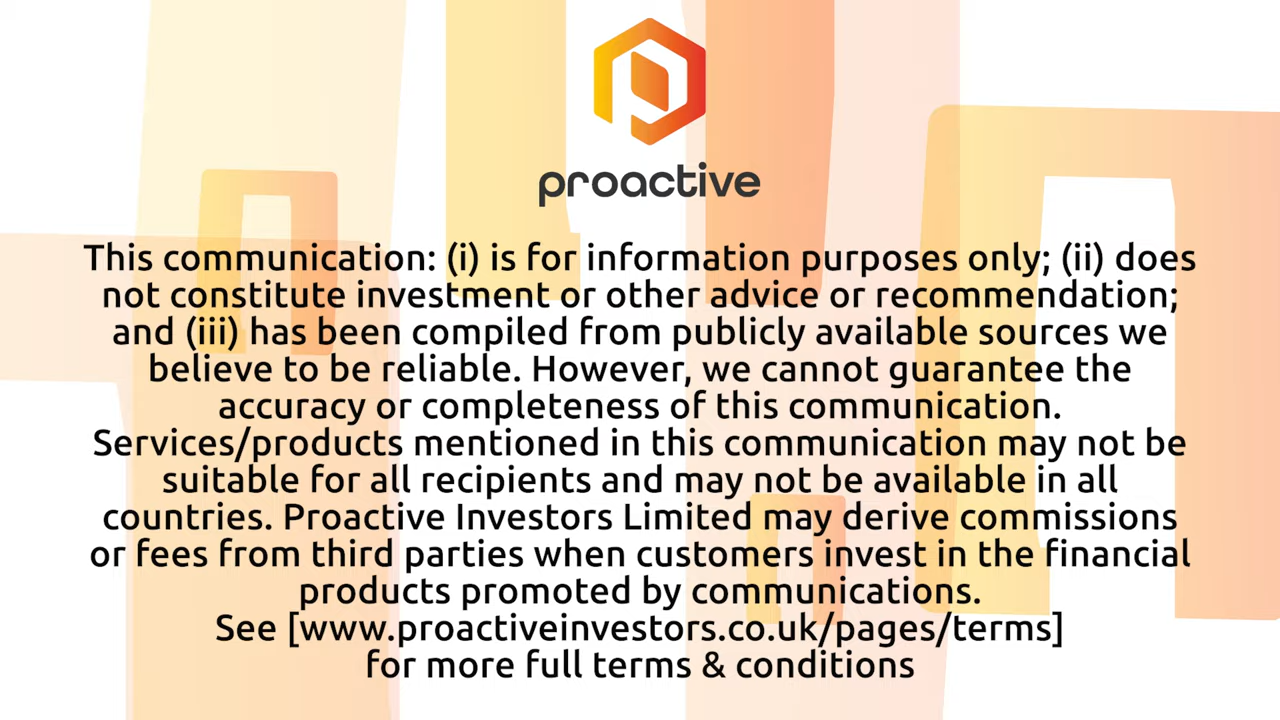 proactive
This communication: (i) is for information purposes only; (ii) does
not constitute investment or other advice or recommendation;
and (iii) has been compiled from publicly available sources we
believe to be reliable. However, we cannot guarantee the
accuracy or completeness of this communication.
Services/products mentioned in this communication may not be
suitable for all recipients and may not be available in all
countries. Proactive Investors Limited may derive commissions
or fees from third parties when customers invest in the financial
products promoted by communications.
See [www.proactiveinvestors.co.uk/pages/terms]
for more full terms & conditions